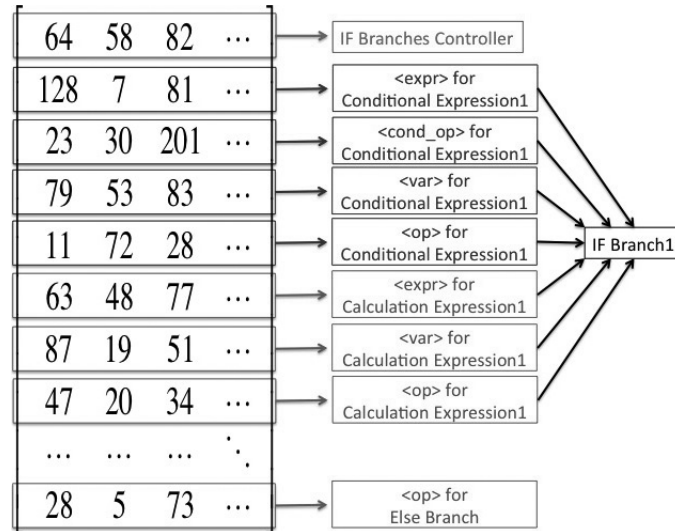 64 58 82 ⋯ IF Branches Controller
128 7 81 ⋯ <expr> for
Conditional Expression1
23 30 201 ⋯ <cond_op> for
Conditional Expression1
79 53 83 ⋯ <var> for
Conditional Expression1
11 72 28 ⋯ <op> for
Conditional Expression1
IF Branch1
63 48 77 ⋯ <expr> for
Calculation Expression1
87 19 51 ⋯ <var> for
Calculation Expression1
47 20 34 ⋯ <op> for
Calculation Expression1
⋯ ⋯ ⋯ ⋱
28 5 73 ⋯ <op> for
Else Branch